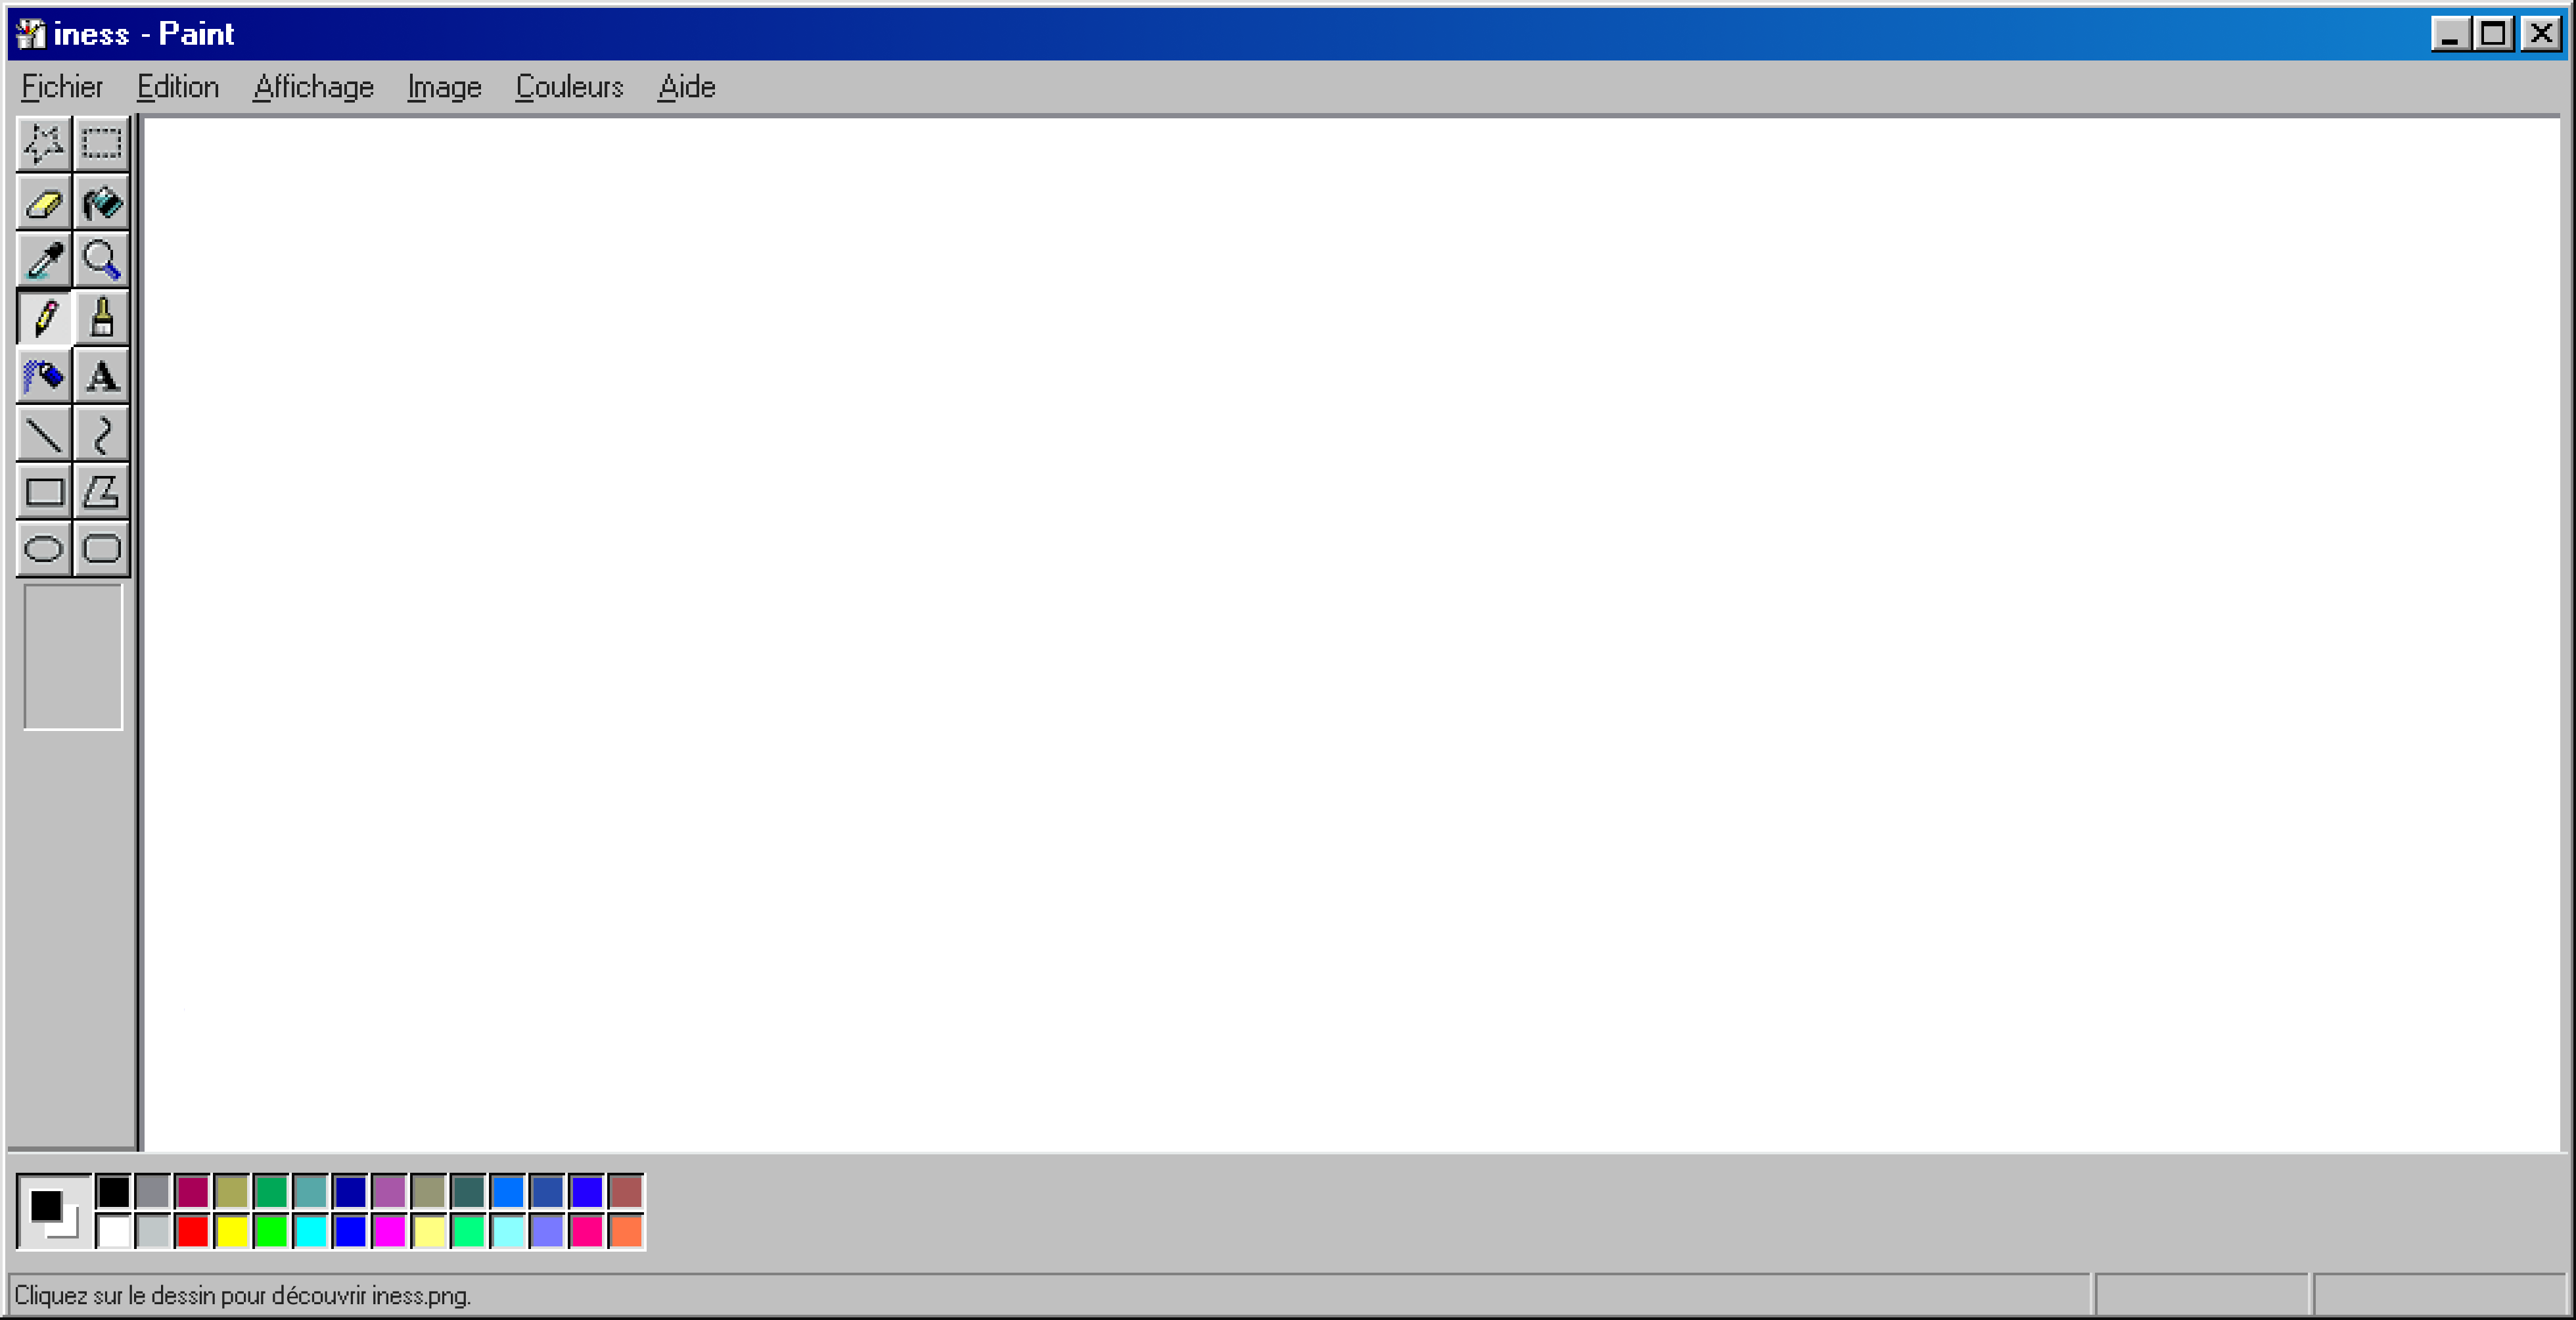 iness - Paint
Fichier Edition Affichage Image Couleurs Aide
A
Cliquez sur le dessin pour découvrir iness.png.